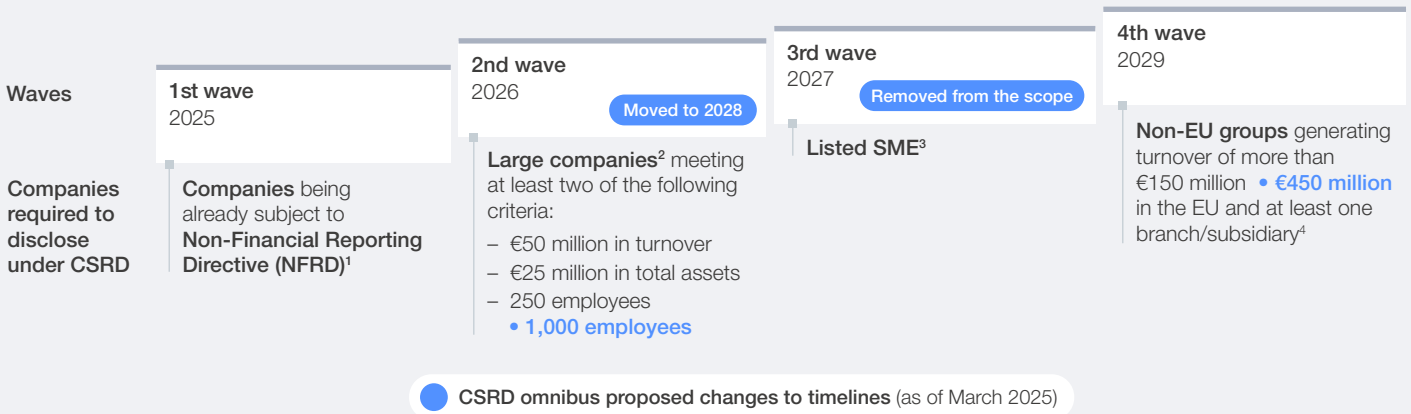 Waves
1st wave
2025
2nd wave
2026
Moved to 2028
3rd wave
2027
Removed from the scope
4th wave
2029
Companies
required to
disclose
under CSRD
Companies being
already subject to
Non-Financial Reporting
Directive (NFRD)¹
Large companies² meeting
at least two of the following
criteria:
– €50 million in turnover
– €25 million in total assets
– 250 employees
• 1,000 employees
Listed SME³
Non-EU groups generating
turnover of more than
€150 million • €450 million
in the EU and at least one
branch/subsidiary⁴
CSRD omnibus proposed changes to timelines (as of March 2025)